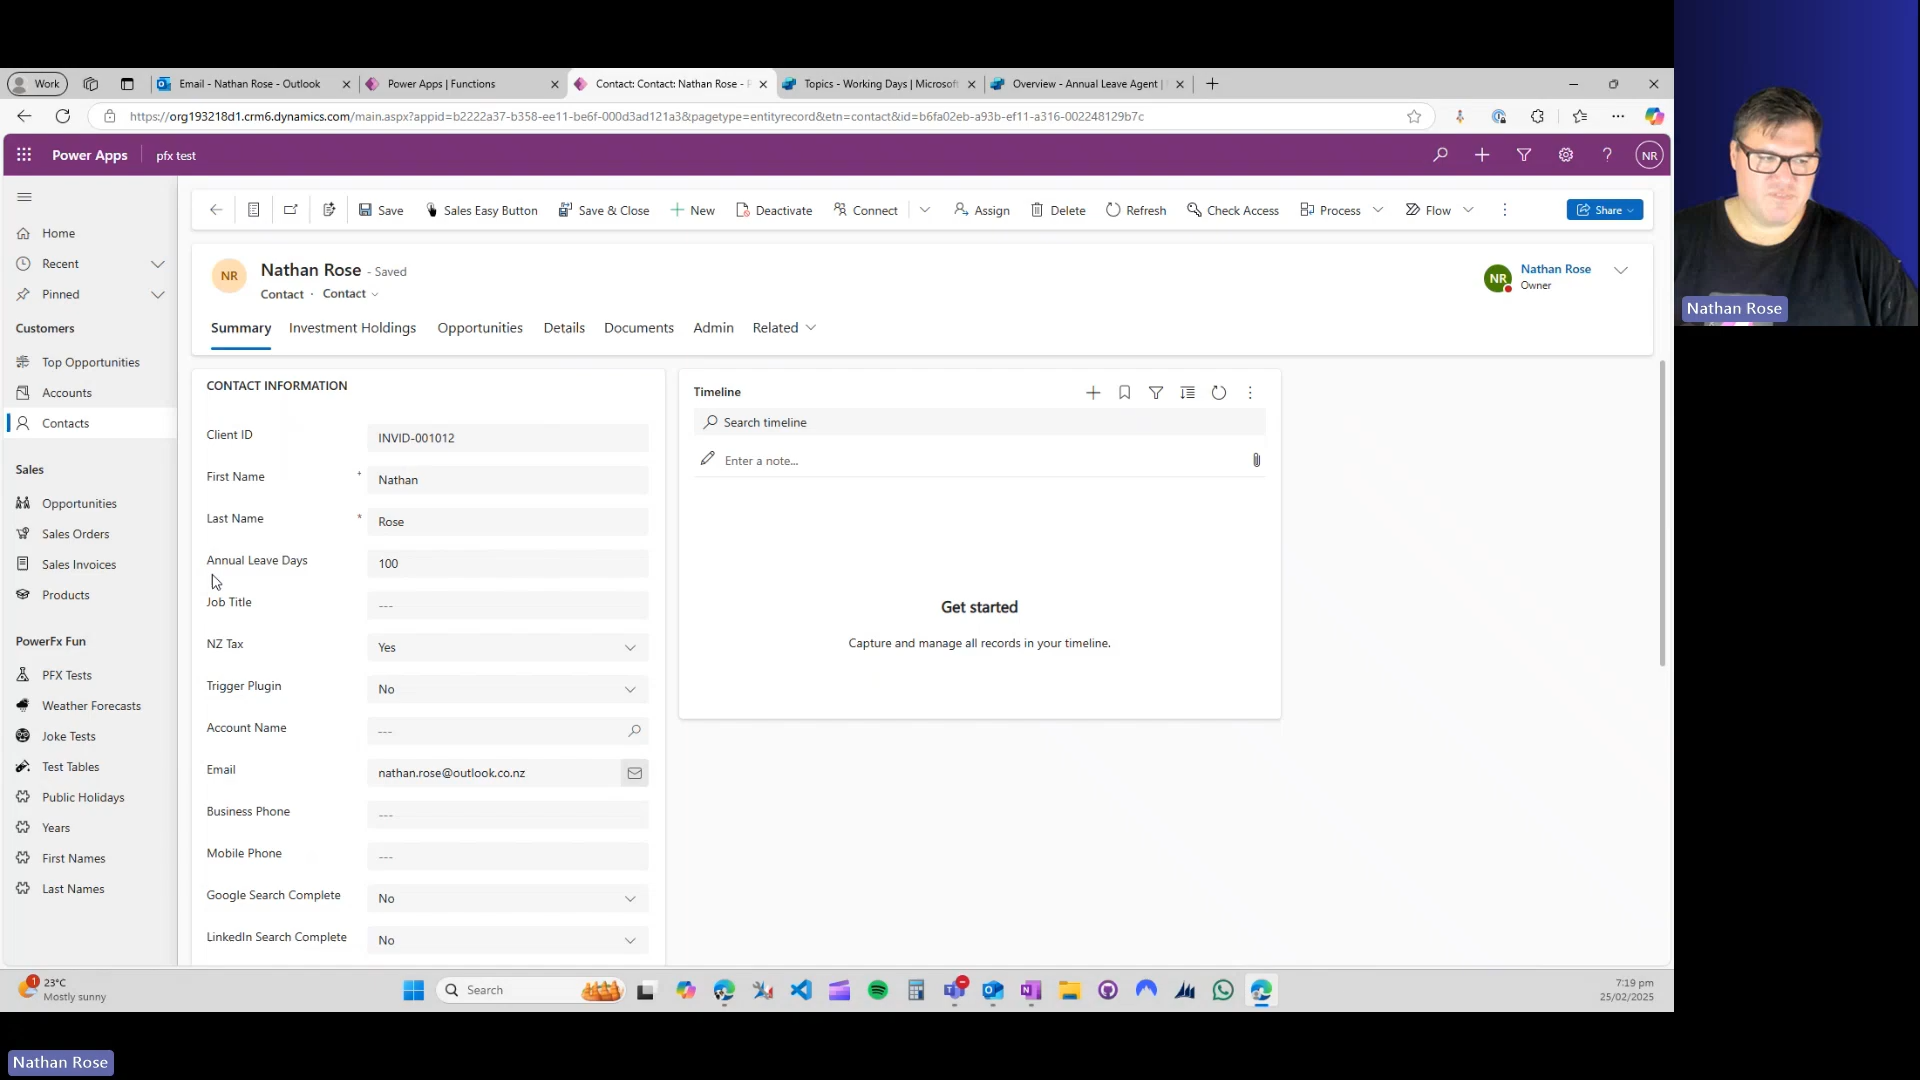 Work
Email - Nathan Rose - Outlook
Power Apps | Functions
Contact: Contact: Nathan Rose - P
Topics - Working Days | Microsoft
Overview - Annual Leave Agent |
https://org193218d1.crm6.dynamics.com/main.aspx?appid=b2222a37-b358-ee11-be6f-000d3ad121a3&pagetype=entityrecord&etn=contact&id=b6fa02eb-a93b-ef11-a316-002248129b7c
Power Apps
pfx test
NR
Home
Recent
Pinned
Customers
Top Opportunities
Accounts
Contacts
Sales
Opportunities
Sales Orders
Sales Invoices
Products
PowerFx Fun
PFX Tests
Weather Forecasts
Joke Tests
Test Tables
Public Holidays
Years
First Names
Last Names
Save
Sales Easy Button
Save & Close
New
Deactivate
Connect
Assign
Delete
Refresh
Check Access
Process
Flow
Share
NR
Nathan Rose - Saved
Contact · Contact
NR
Nathan Rose
Owner
Summary
Investment Holdings
Opportunities
Details
Documents
Admin
Related
CONTACT INFORMATION
Client ID
INVID-001012
First Name
+
Nathan
Last Name
*
Rose
Annual Leave Days
100
Job Title
---
NZ Tax
Yes
Trigger Plugin
No
Account Name
---
Email
nathan.rose@outlook.co.nz
Business Phone
---
Mobile Phone
---
Google Search Complete
No
LinkedIn Search Complete
No
Timeline
Search timeline
Enter a note...
Get started
Capture and manage all records in your timeline.
1
23°C
Mostly sunny
Search
7:19 pm
25/02/2025
Nathan Rose
Nathan Rose